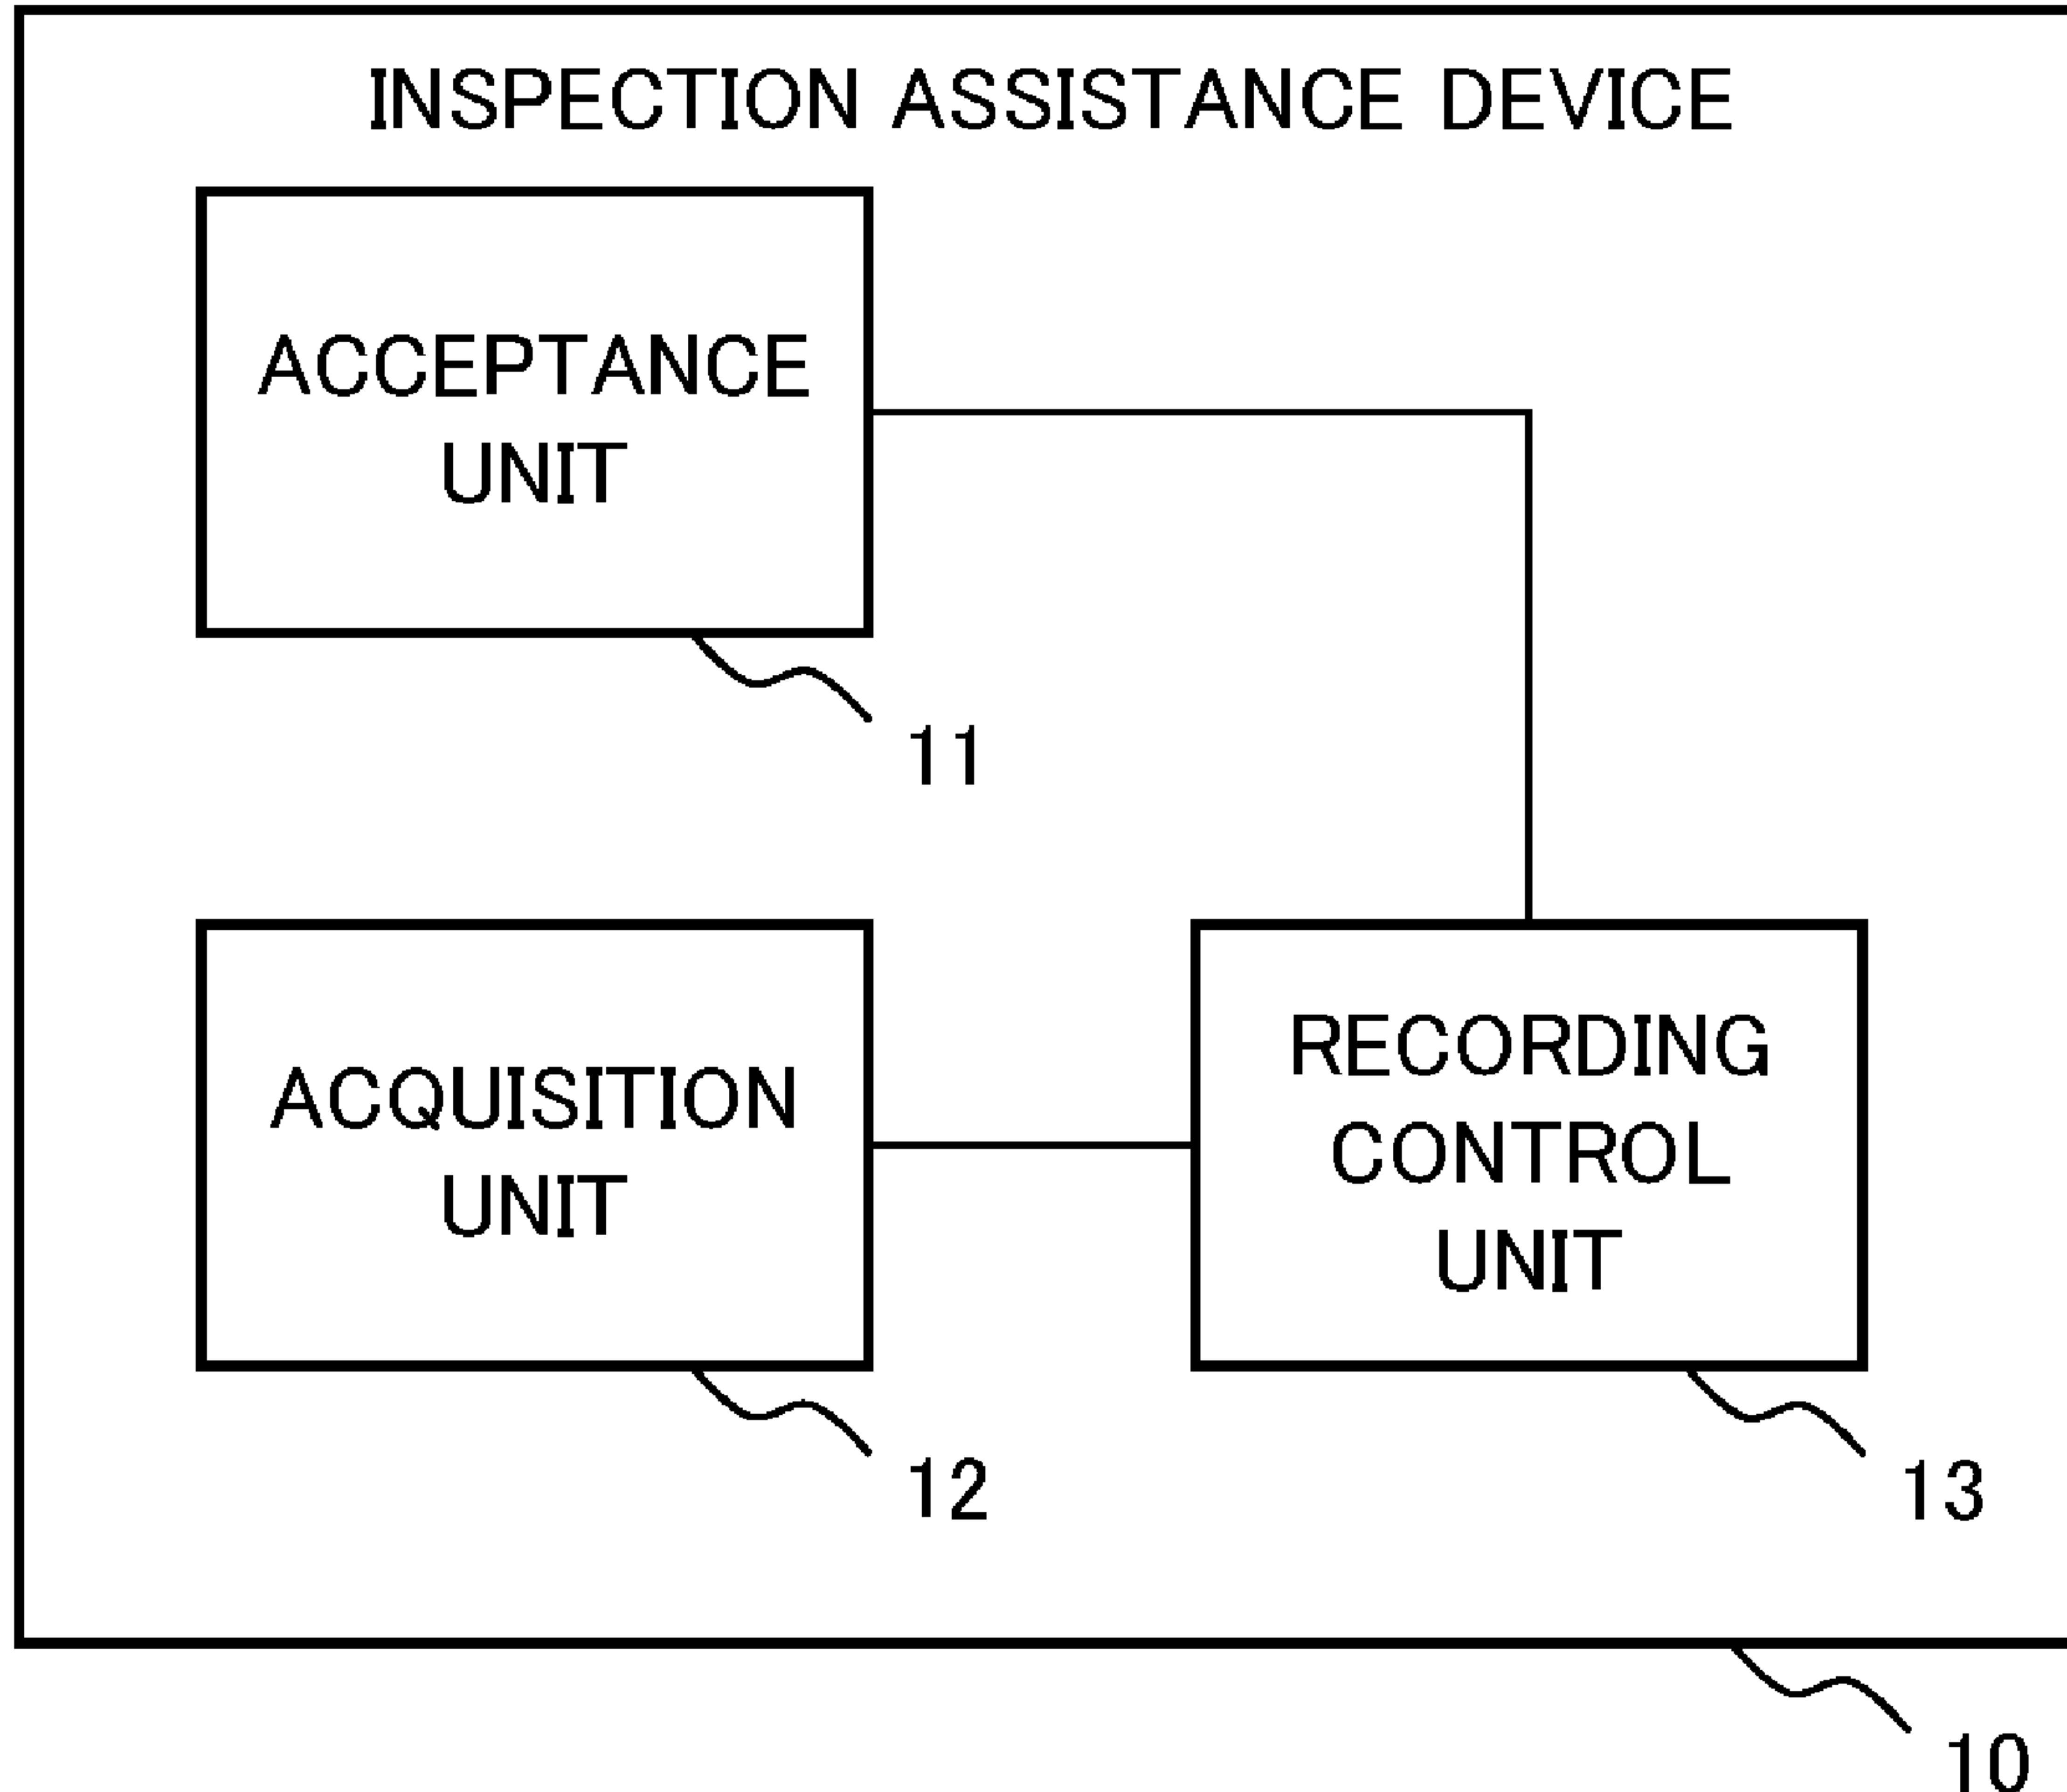 INSPECTION ASSISTANCE DEVICE
ACCEPTANCE
UNIT
11
ACQUISITION
UNIT
12
RECORDING
CONTROL
UNIT
13
10